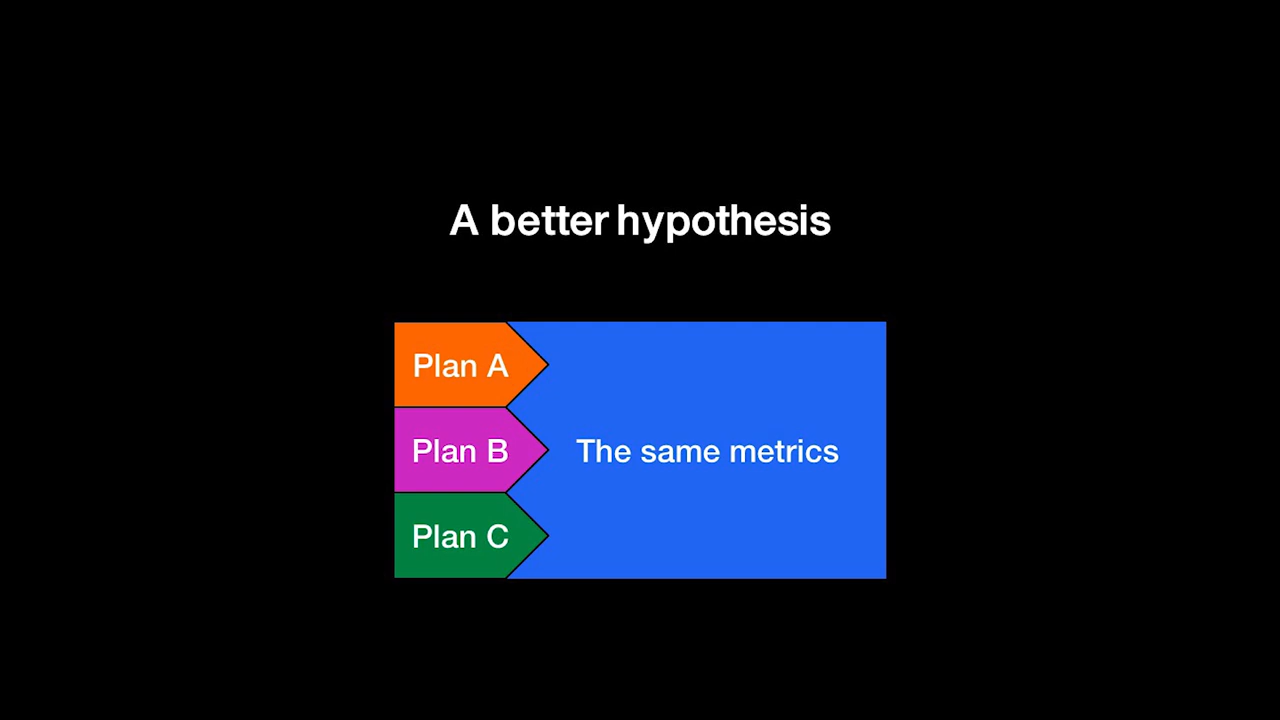 A better hypothesis
Plan A
Plan B
The same metrics
Plan C